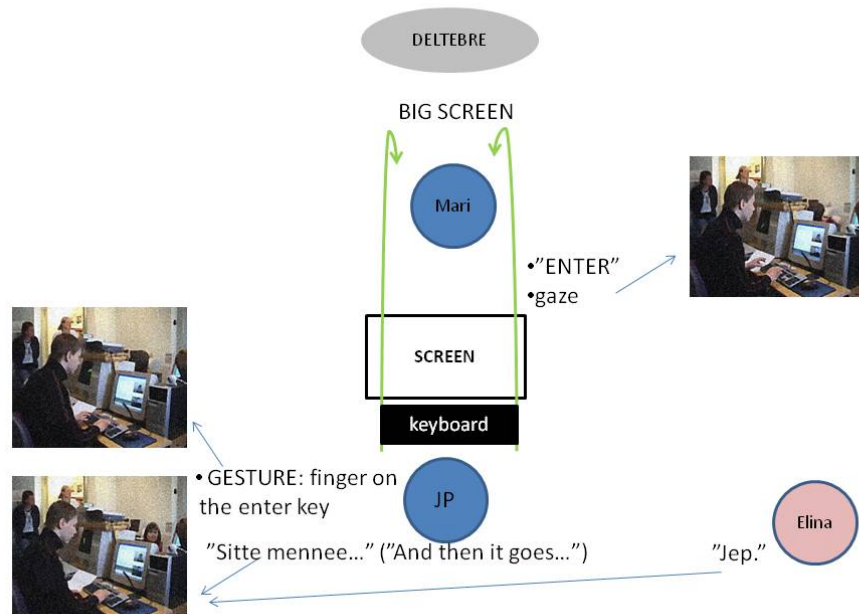 DELTEBRE
BIG SCREEN
Mari
•”ENTER”
•gaze
SCREEN
keyboard
• GESTURE: finger on
the enter key
JP
Elina
”Sitte mennee...” (”And then it goes...”)
”Jep.”